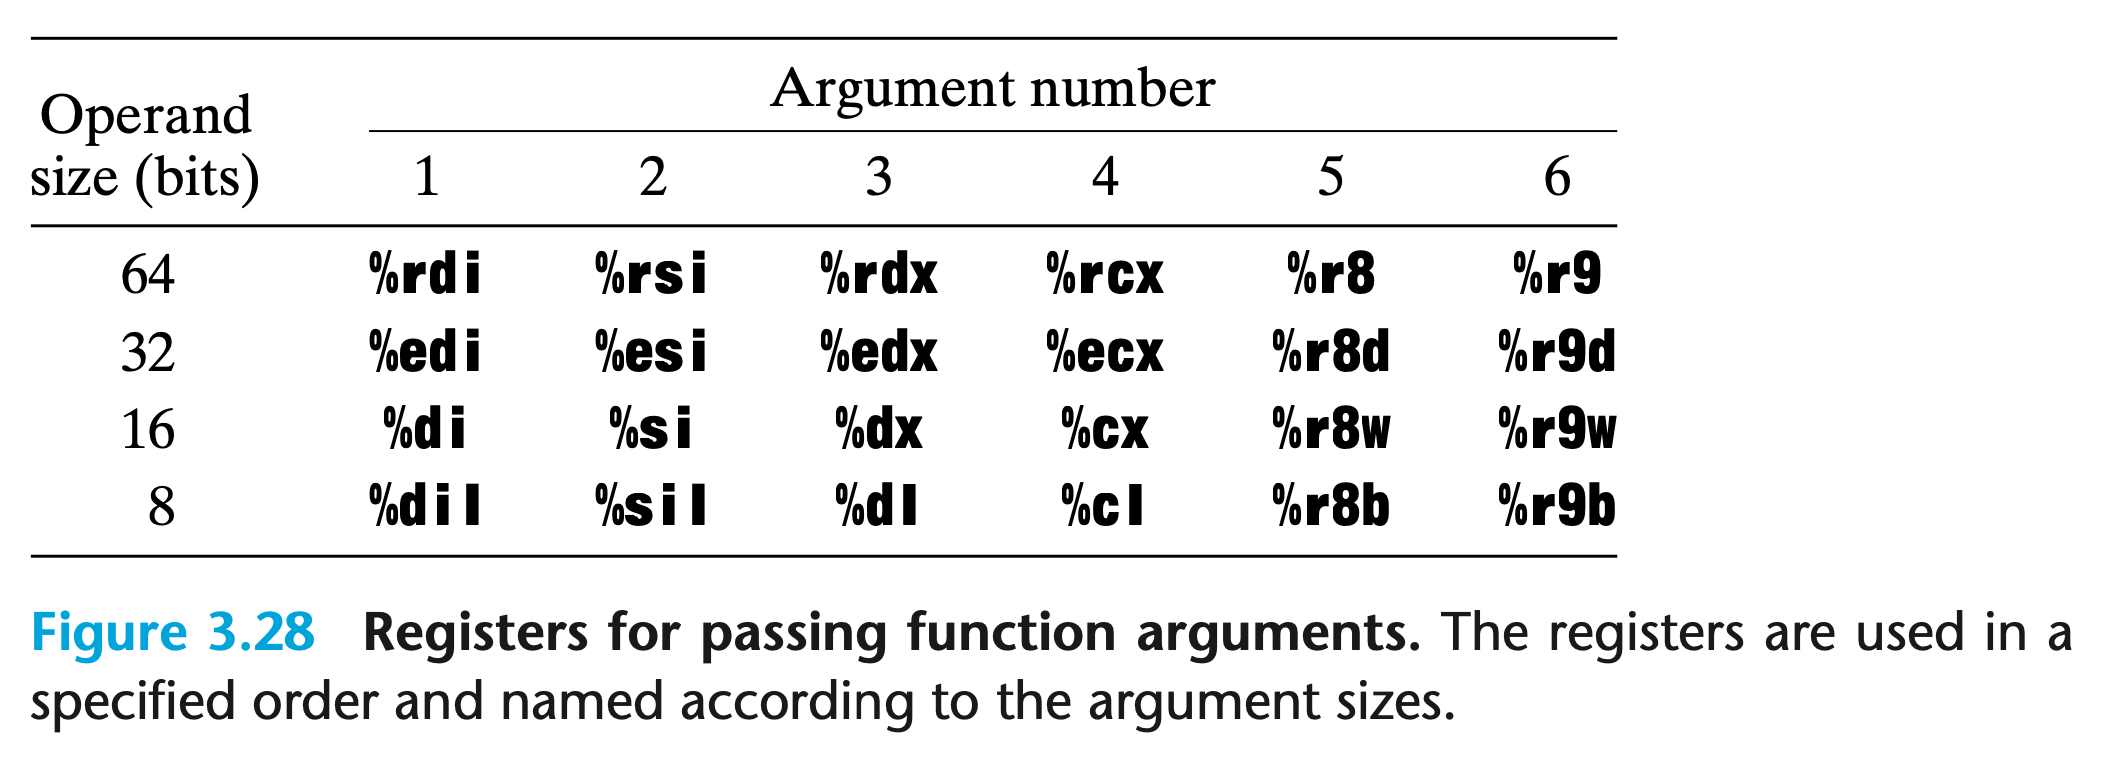 Operand size (bits) Argument number
1 2 3 4 5 6
64 %rdi %rsi %rdx %rcx %r8 %r9
32 %edi %esi %edx %ecx %r8d %r9d
16 %di %si %dx %cx %r8w %r9w
8 %dil %sil %dl %cl %r8b %r9b
Figure 3.28 Registers for passing function arguments. The registers are used in a
specified order and named according to the argument sizes.